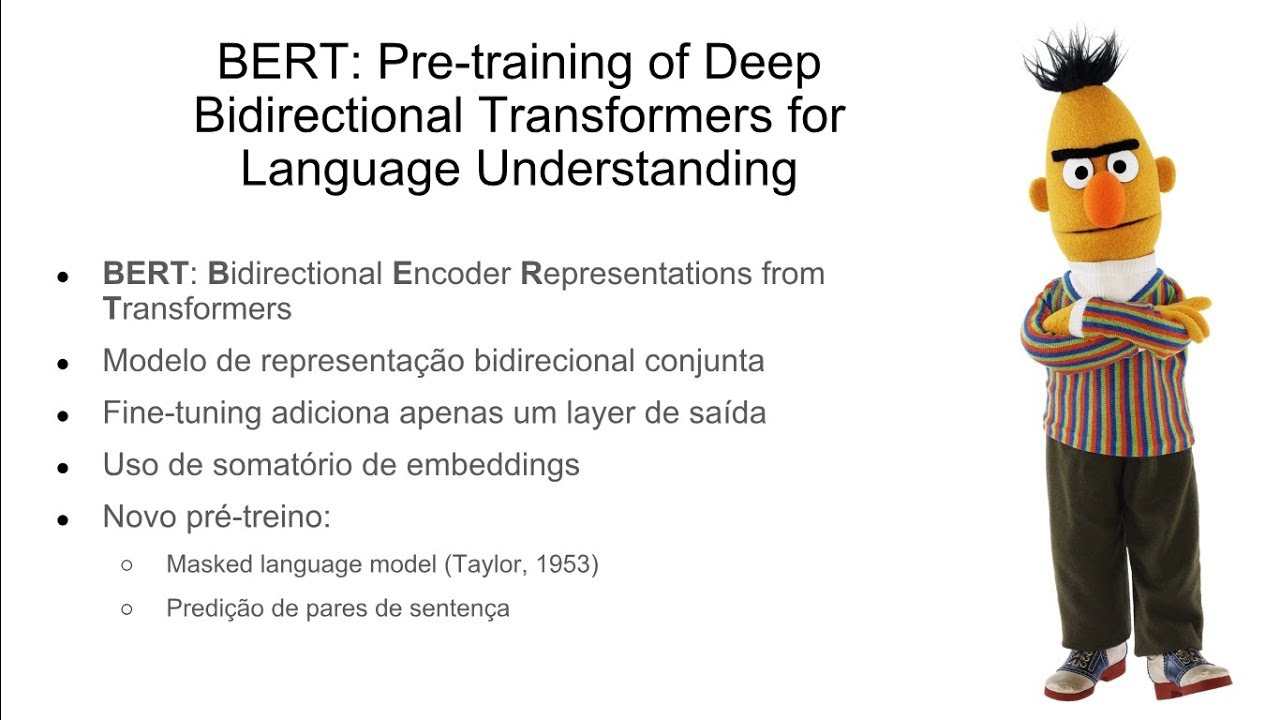 BERT: Pre-training of Deep
Bidirectional Transformers for
Language Understanding
● BERT: Bidirectional Encoder Representations from
Transformers
● Modelo de representação bidirecional conjunta
● Fine-tuning adiciona apenas um layer de saída
● Uso de somatório de embeddings
● Novo pré-treino:
○ Masked language model (Taylor, 1953)
○ Predição de pares de sentença